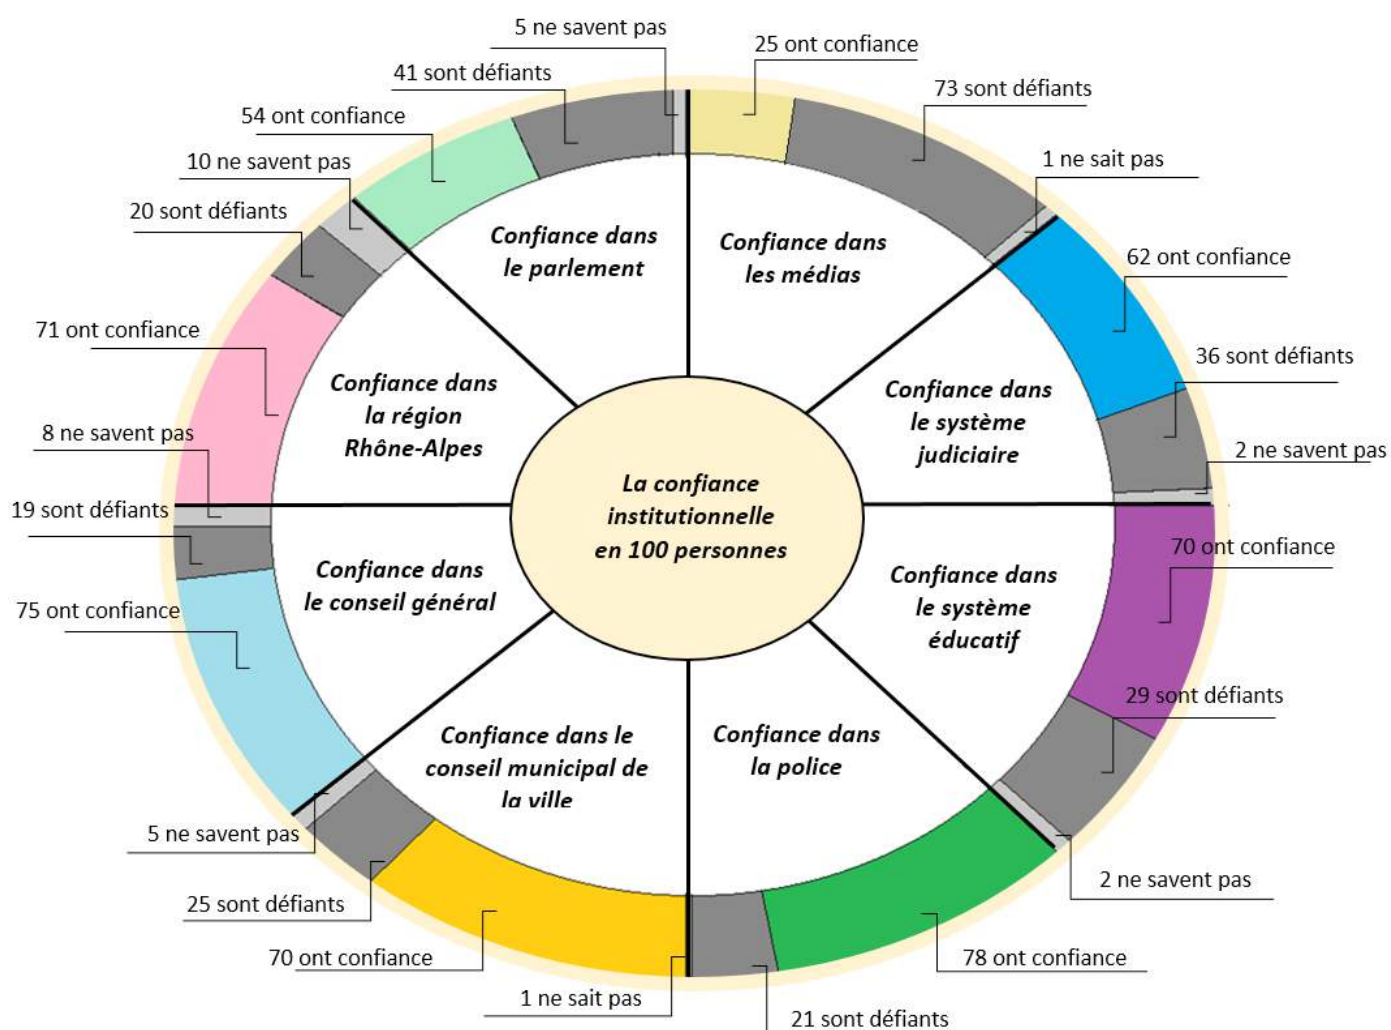 5 ne savent pas
25 ont confiance
41 sont défiants
73 sont défiants
54 ont confiance
10 ne savent pas
1 ne sait pas
20 sont défiants
Confiance dans
le parlement
Confiance dans
les médias
62 ont confiance
71 ont confiance
36 sont défiants
Confiance dans
la région
Rhône-Alpes
Confiance dans
le système
judiciaire
8 ne savent pas
2 ne savent pas
La confiance
institutionnelle
en 100 personnes
19 sont défiants
70 ont confiance
Confiance dans
le conseil général
Confiance dans
le système
éducatif
75 ont confiance
29 sont défiants
Confiance dans le
conseil municipal de
la ville
Confiance dans
la police
5 ne savent pas
2 ne savent pas
25 sont défiants
70 ont confiance
78 ont confiance
1 ne sait pas
21 sont défiants